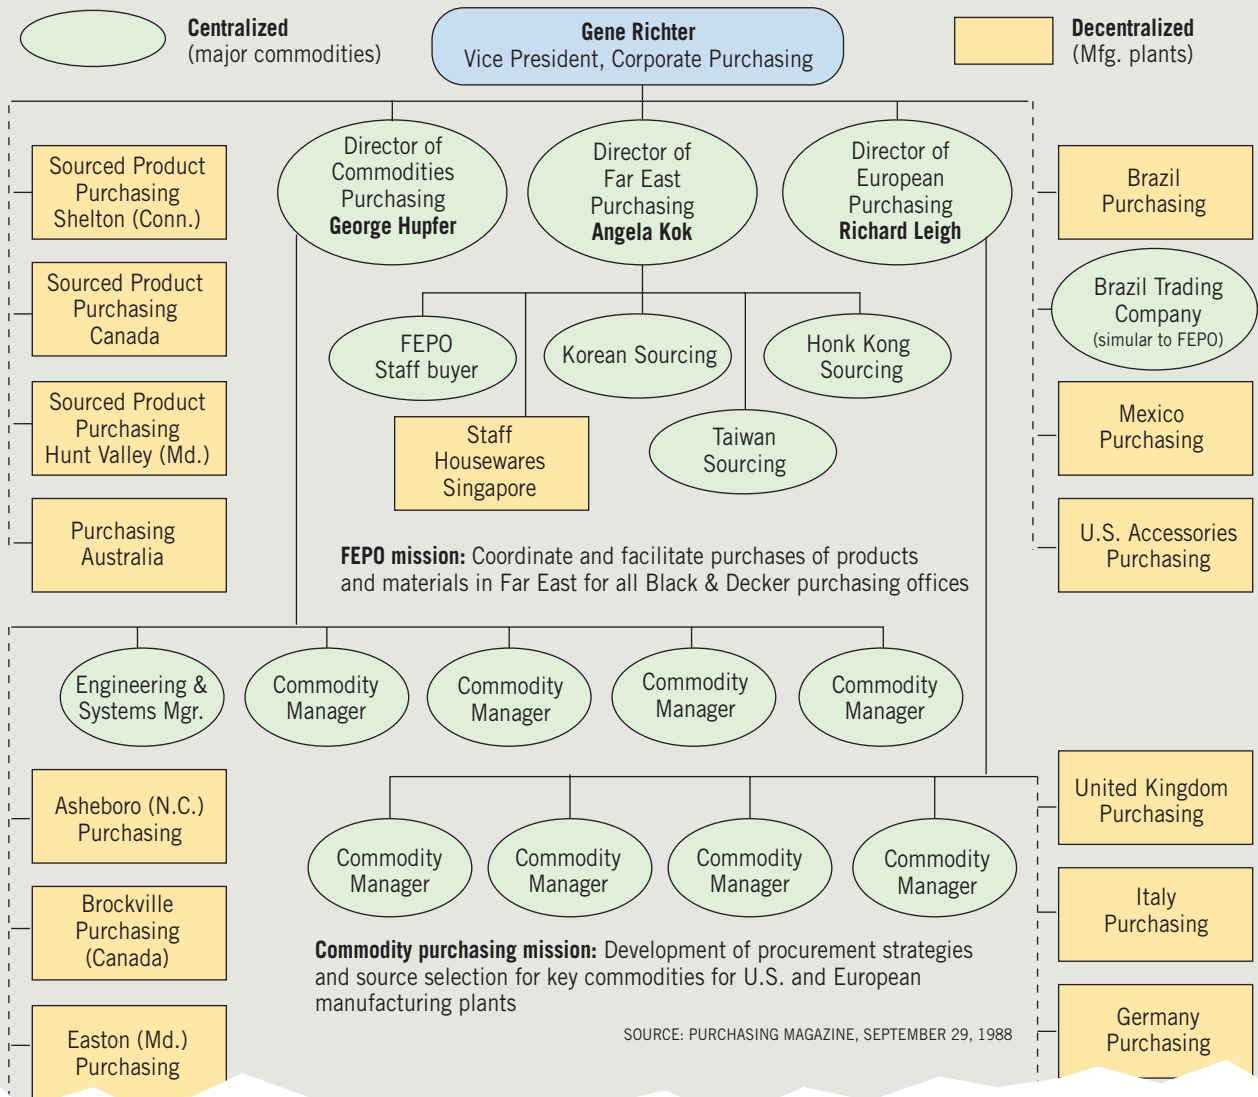 Centralized
(major commodities)
Gene Richter
Vice President, Corporate Purchasing
Decentralized
(Mfg. plants)
Sourced Product
Purchasing
Shelton (Conn.)
Sourced Product
Purchasing
Canada
Sourced Product
Purchasing
Hunt Valley (Md.)
Purchasing
Australia
Director of
Commodities
Purchasing
George Hupfer
Director of
Far East
Purchasing
Angela Kok
Director of
European
Purchasing
Richard Leigh
Brazil
Purchasing
Brazil Trading
Company
(simular to FEPO)
Mexico
Purchasing
U.S. Accessories
Purchasing
FEPO
Staff buyer
Korean Sourcing
Honk Kong
Sourcing
Staff
Housewares
Singapore
Taiwan
Sourcing
FEPO mission: Coordinate and facilitate purchases of products
and materials in Far East for all Black & Decker purchasing offices
Engineering &
Systems Mgr.
Commodity
Manager
Commodity
Manager
Commodity
Manager
Commodity
Manager
Asheboro (N.C.)
Purchasing
Brockville
Purchasing
(Canada)
Easton (Md.)
Purchasing
Commodity
Manager
Commodity
Manager
Commodity
Manager
Commodity
Manager
United Kingdom
Purchasing
Italy
Purchasing
Germany
Purchasing
Commodity purchasing mission: Development of procurement strategies
and source selection for key commodities for U.S. and European
manufacturing plants
SOURCE: PURCHASING MAGAZINE, SEPTEMBER 29, 1988